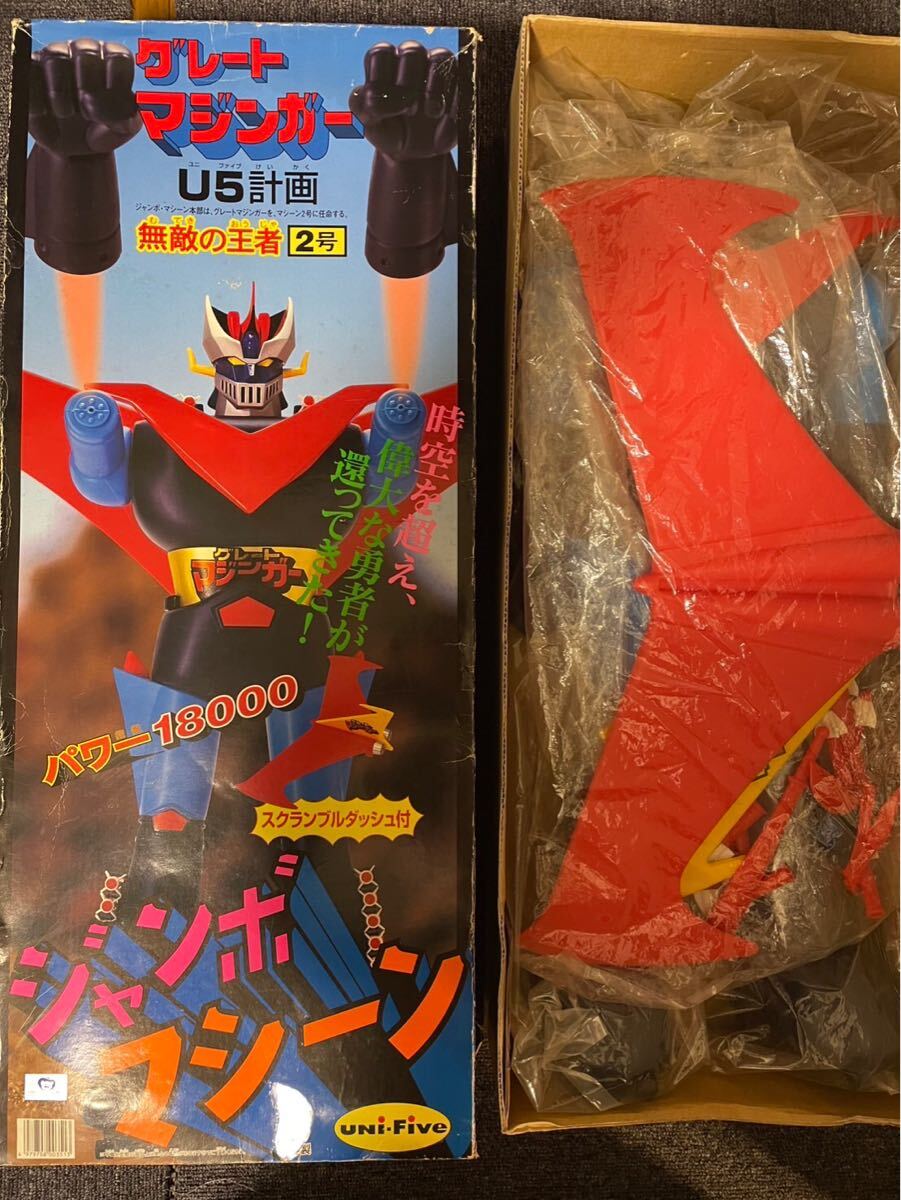 グレート
マジンガー
ユニ ファイブ けい かく
U5計画
ジャンボ・マシーン本部は、グレートマジンガーを、マシーン2号に任命する。
む てき おう じゃ
無敵の王者 2号
時空を超え、
偉大な勇者が
還ってきた!
グレート
マジンガー
パワー18000
スクランブルダッシュ付
ジャンボ
マシーン
UNi-Five